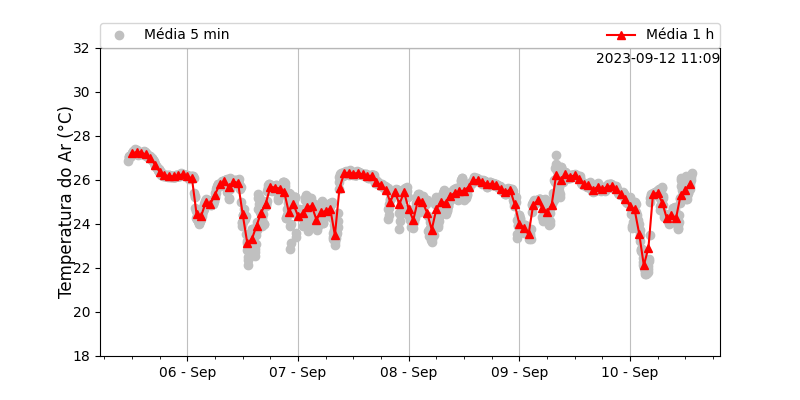 Média 5 min
Média 1 h
2023-09-12 11:09
Temperatura do Ar (°C)
32
30
28
26
24
22
20
18
06 - Sep
07 - Sep
08 - Sep
09 - Sep
10 - Sep